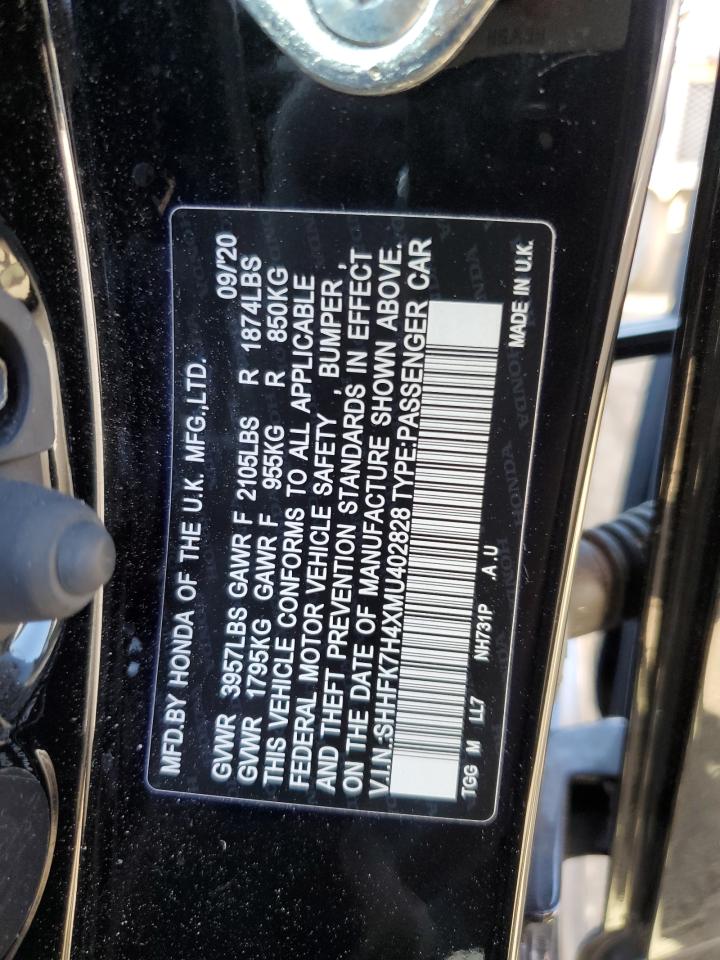 MFD.BY HONDA OF THE U.K. MFG.,LTD.
09/20
GVWR 3957LBS GAWR F 2105LBS R 1874LBS
GVWR 1795KG GAWR F 955KG R 850KG
THIS VEHICLE CONFORMS TO ALL APPLICABLE
FEDERAL MOTOR VEHICLE SAFETY , BUMPER ,
AND THEFT PREVENTION STANDARDS, IN EFFECT
ON THE DATE OF MANUFACTURE SHOWN ABOVE.
V.I.N.:SHHFK7H4XMU402828 TYPE:PASSENGER CAR
TGG M LL7 NH731P .A.U MADE IN U.K.